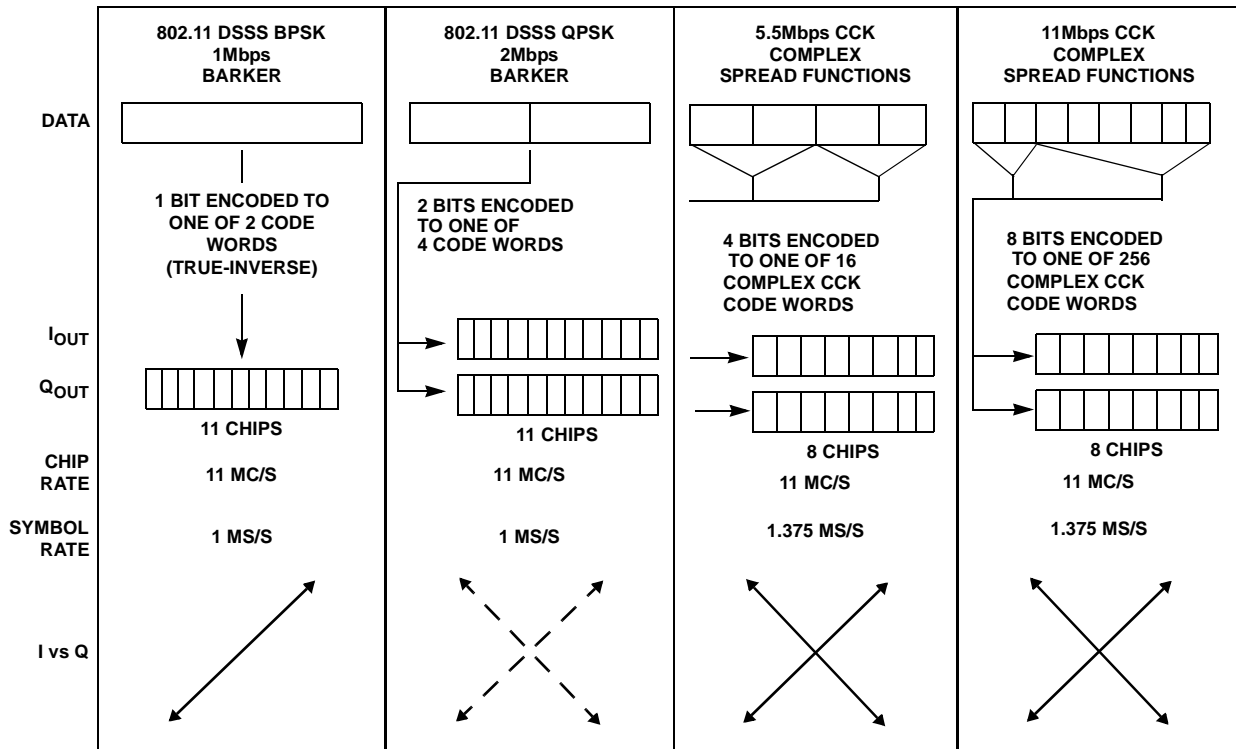 802.11 DSSS BPSK
1Mbps
BARKER
802.11 DSSS QPSK
2Mbps
BARKER
5.5Mbps CCK
COMPLEX
SPREAD FUNCTIONS
11Mbps CCK
COMPLEX
SPREAD FUNCTIONS
DATA
1 BIT ENCODED TO
ONE OF 2 CODE
WORDS
(TRUE-INVERSE)
2 BITS ENCODED
TO ONE OF
4 CODE WORDS
4 BITS ENCODED
TO ONE OF 16
COMPLEX CCK
CODE WORDS
8 BITS ENCODED
TO ONE OF 256
COMPLEX CCK
CODE WORDS
IOUT
QOUT
11 CHIPS
11 CHIPS
8 CHIPS
8 CHIPS
CHIP
RATE
11 MC/S
11 MC/S
11 MC/S
11 MC/S
SYMBOL
RATE
1 MS/S
1 MS/S
1.375 MS/S
1.375 MS/S
I vs Q